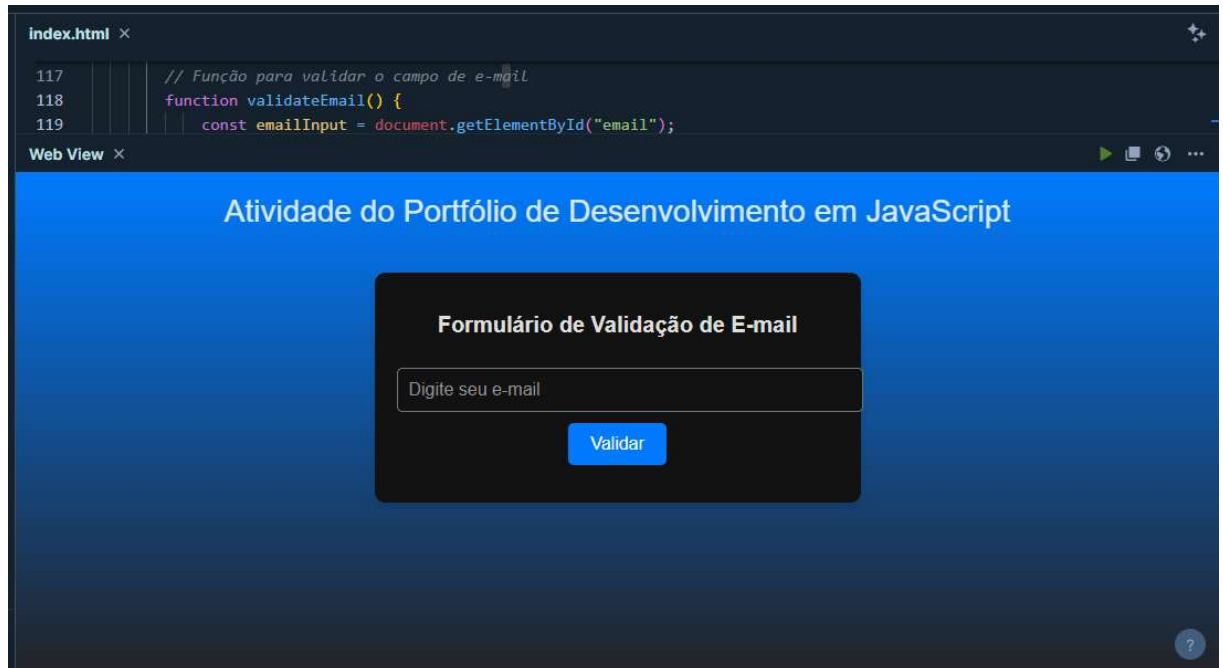 index.html ×
117 // Função para validar o campo de e-mail
118 function validateEmail() {
119 const emailInput = document.getElementById("email");
Web View ×
Atividade do Portfólio de Desenvolvimento em JavaScript
Formulário de Validação de E-mail
Digite seu e-mail
Validar
?